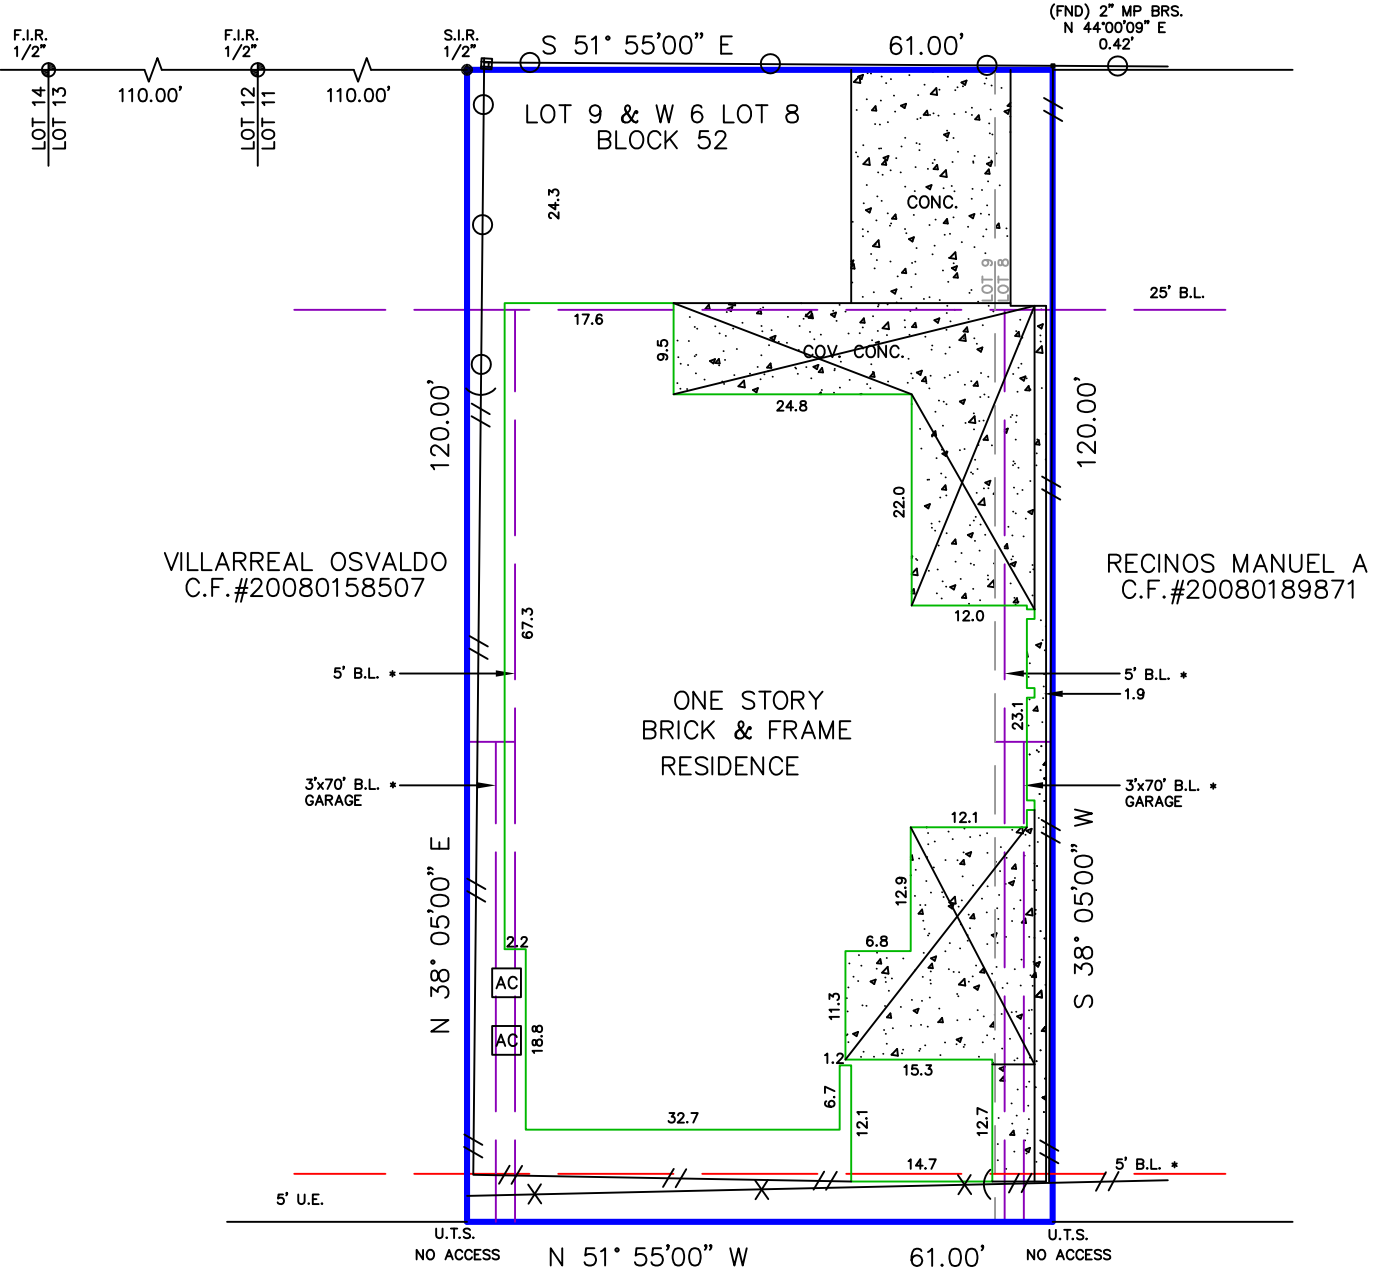 F.I.R.
1/2"
F.I.R.
1/2"
S.I.R.
1/2"
S 51° 55'00" E
61.00'
(FND) 2" MP BRS.
N 44°00'09" E
0.42'
LOT 14
LOT 13
110.00'
LOT 12
LOT 11
110.00'
LOT 9 & W 6 LOT 8
BLOCK 52
24.3
CONC.
LOT 9
LOT 8
25' B.L.
17.6
9.5
COV. CONC.
24.8
120.00'
120.00'
22.0
VILLARREAL OSVALDO
C.F.#20080158507
RECINOS MANUEL A
C.F.#20080189871
67.3
12.0
5' B.L. *
5' B.L. *
1.9
ONE STORY
BRICK & FRAME
RESIDENCE
23.1
3'x70' B.L. *
GARAGE
3'x70' B.L. *
GARAGE
12.1
N 38° 05'00" E
S 38° 05'00" W
12.9
2.2
6.8
AC
11.3
AC
18.8
1.2
15.3
6.7
32.7
12.1
12.7
14.7
5' B.L. *
5' U.E.
U.T.S.
NO ACCESS
N 51° 55'00" W
61.00'
U.T.S.
NO ACCESS